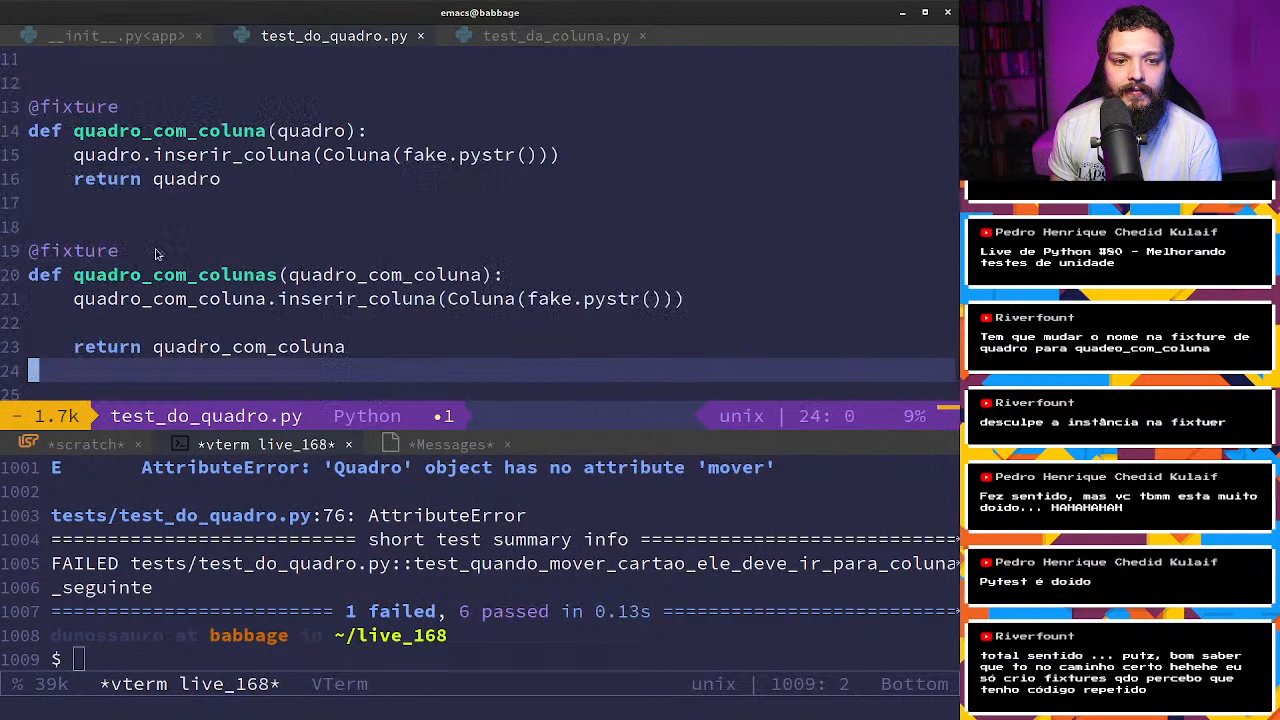 emacs@babbage
__init__.py<app> ×
test_do_quadro.py ×
test_da_coluna.py ×
11
12
13 @fixture
14 def quadro_com_coluna(quadro):
15 quadro.inserir_coluna(Coluna(fake.pystr()))
16 return quadro
17
18
19 @fixture
20 def quadro_com_colunas(quadro_com_coluna):
21 quadro_com_coluna.inserir_coluna(Coluna(fake.pystr()))
22
23 return quadro_com_coluna
24
25
- 1.7k test_do_quadro.py Python •1 unix | 24: 0 9%
*scratch* × *vterm live_168* × *Messages* ×
1001 E AttributeError: 'Quadro' object has no attribute 'mover'
1002
1003 tests/test_do_quadro.py:76: AttributeError
1004 =========================== short test summary info ============================
1005 FAILED tests/test_do_quadro.py::test_quando_mover_cartao_ele_deve_ir_para_coluna
_seguinte
1007 ========================= 1 failed, 6 passed in 0.13s ==========================
1008 dunossauro at babbage in ~/live_168
1009 $
% 39k *vterm live_168* VTerm unix | 1009: 2 Bottom
LAPS
Pedro Henrique Chedid Kulaif
Live de Python #80 - Melhorando
testes de unidade
Riverfount
Tem que mudar o nome na fixture de
quadro para quadeo_com_coluna
Riverfount
desculpe a instância na fixtuer
Pedro Henrique Chedid Kulaif
Fez sentido, mas vc tbmm esta muito
doido... HAHAHAHAH
Pedro Henrique Chedid Kulaif
Pytest é doido
Riverfount
total sentido ... putz, bom saber
que to no caminho certo hehehe eu
só crio fixtures qdo percebo que
tenho código repetido